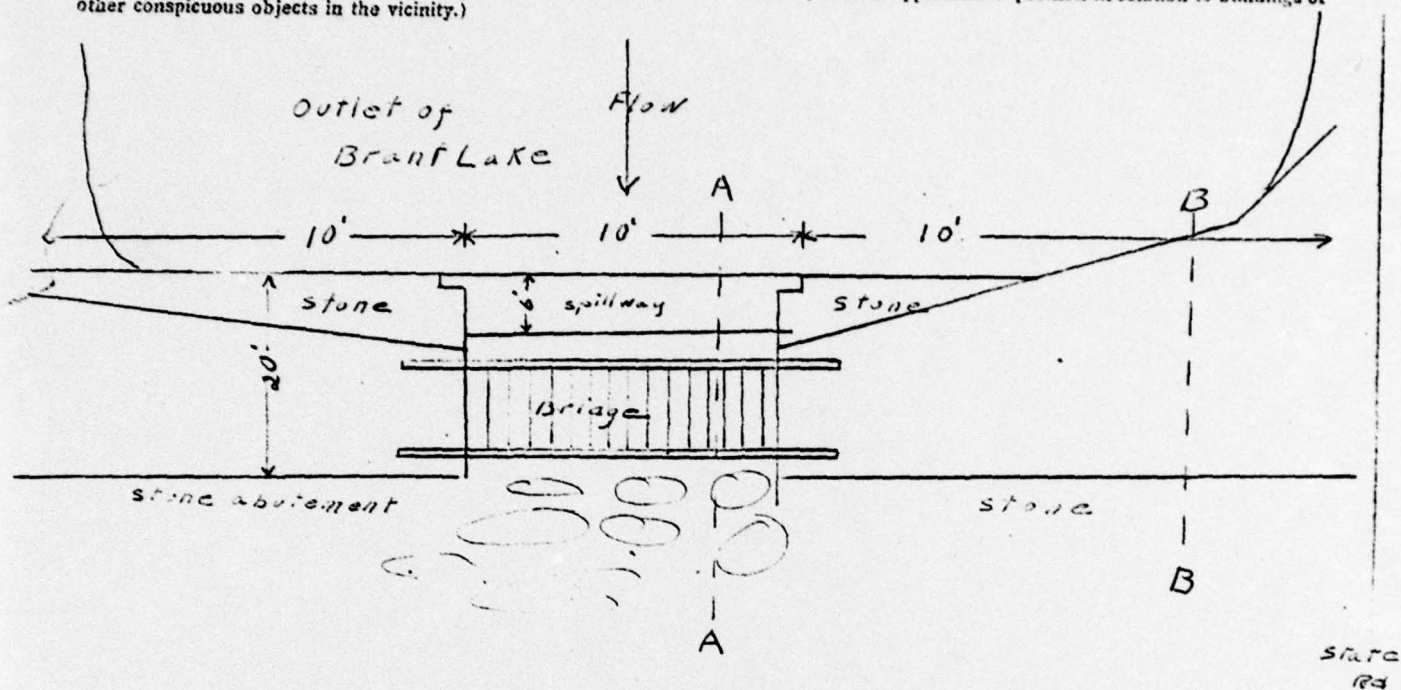 other conspicuous objects in the vicinity.)
Outlet of
Brant Lake
Flow
A
B
10'
10'
10'
stone
6'
spillway
stone
20'
Bridge
stone abutement
stone
B
A
State
Rd